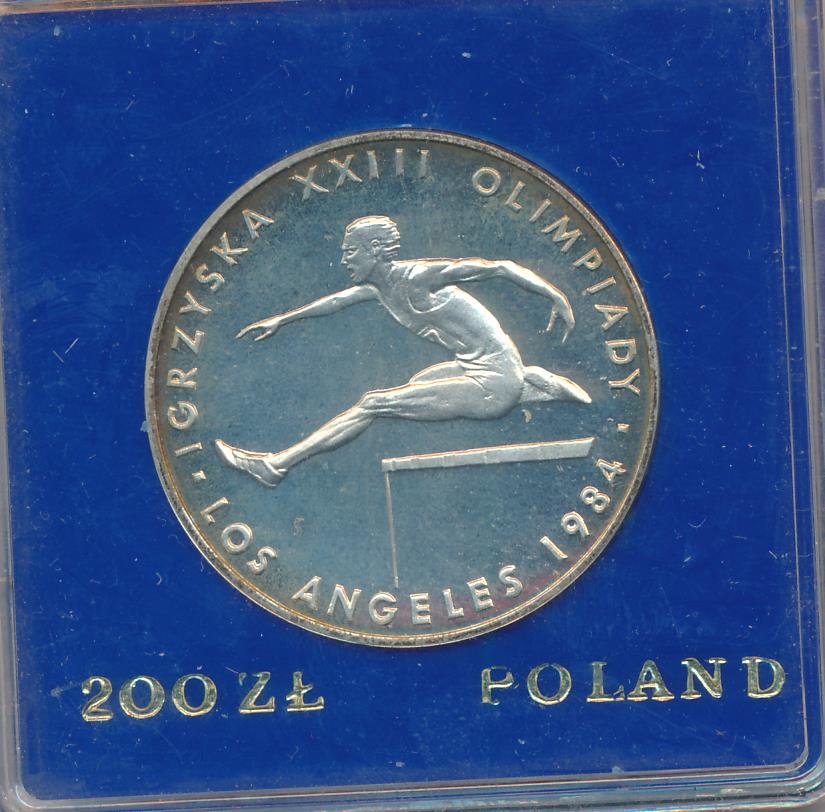 IGRZYSKA XXIII OLIMPIADY
· LOS ANGELES 1984 ·
200 ZŁ POLAND